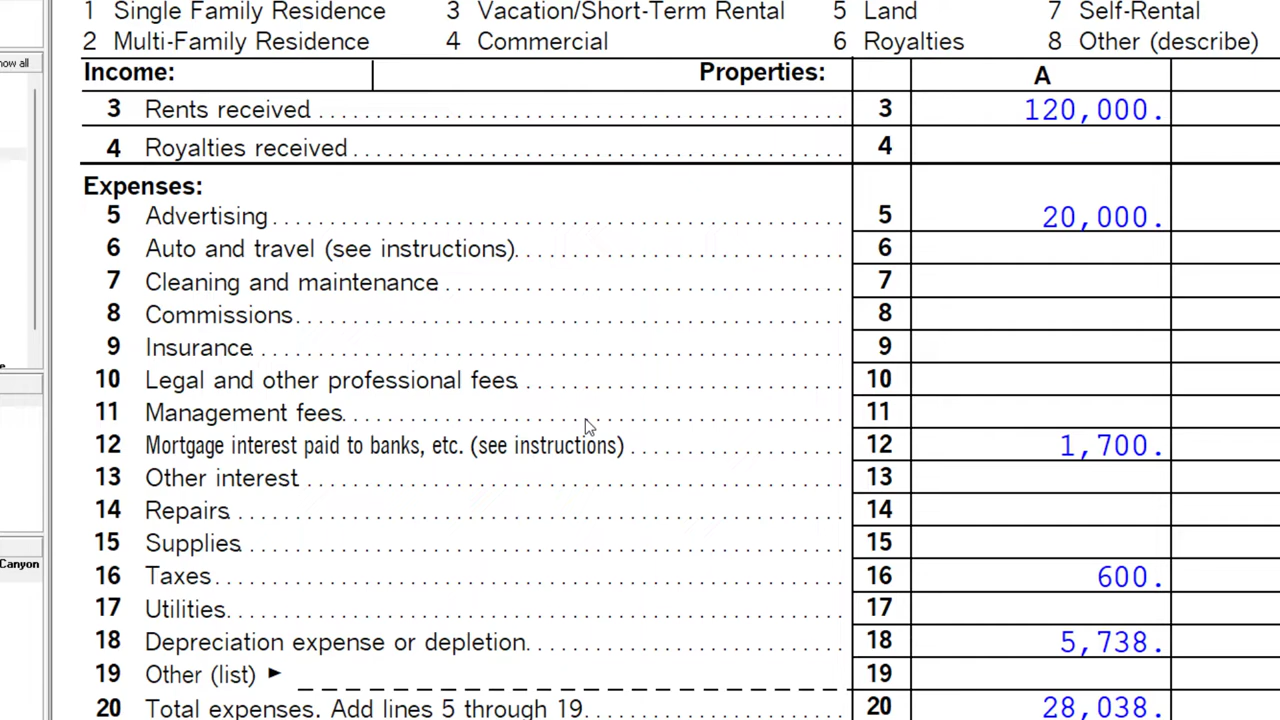 1 Single Family Residence 3 Vacation/Short-Term Rental 5 Land 7 Self-Rental
2 Multi-Family Residence 4 Commercial 6 Royalties 8 Other (describe)
how all
Income: Properties: A
3 Rents received 3 120,000.
4 Royalties received 4
Expenses:
5 Advertising 5 20,000.
6 Auto and travel (see instructions) 6
7 Cleaning and maintenance 7
8 Commissions 8
9 Insurance 9
10 Legal and other professional fees 10
11 Management fees 11
12 Mortgage interest paid to banks, etc. (see instructions) 12 1,700.
13 Other interest 13
14 Repairs 14
15 Supplies 15
Canyon
16 Taxes 16 600.
17 Utilities 17
18 Depreciation expense or depletion 18 5,738.
19 Other (list) ► 19
20 Total expenses. Add lines 5 through 19 20 28,038.